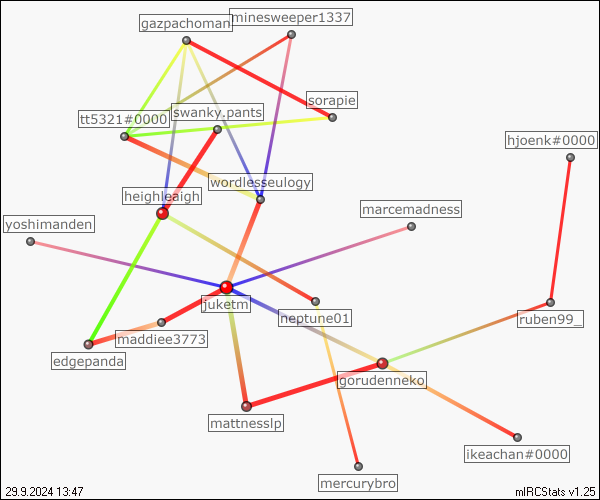 minesweeper1337
gazpachoman
sorapie
swanky.pants
tt5321#0000
hjoenk#0000
wordlesseulogy
heighleaigh
marcemadness
yoshimanden
juketm
neptune01
ruben99_
maddiee3773
edgepanda
gorudenneko
mattnesslp
ikeachan#0000
mercurybro
29.9.2024 13:47
mIRCStats v1.25